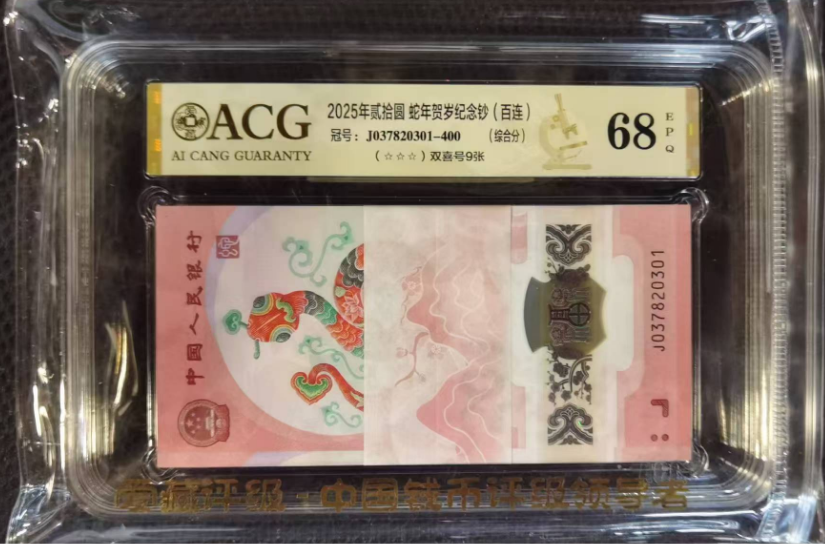 ACG
AI CANG GUARANTY
2025年贰拾圆 蛇年贺岁纪念钞（百连）
冠号：J037820301-400 （综合分）
（☆☆☆）双喜号9张
68
EPQ
中国人民银行
J037820301
爱藏评级 中国钱币评级领导者